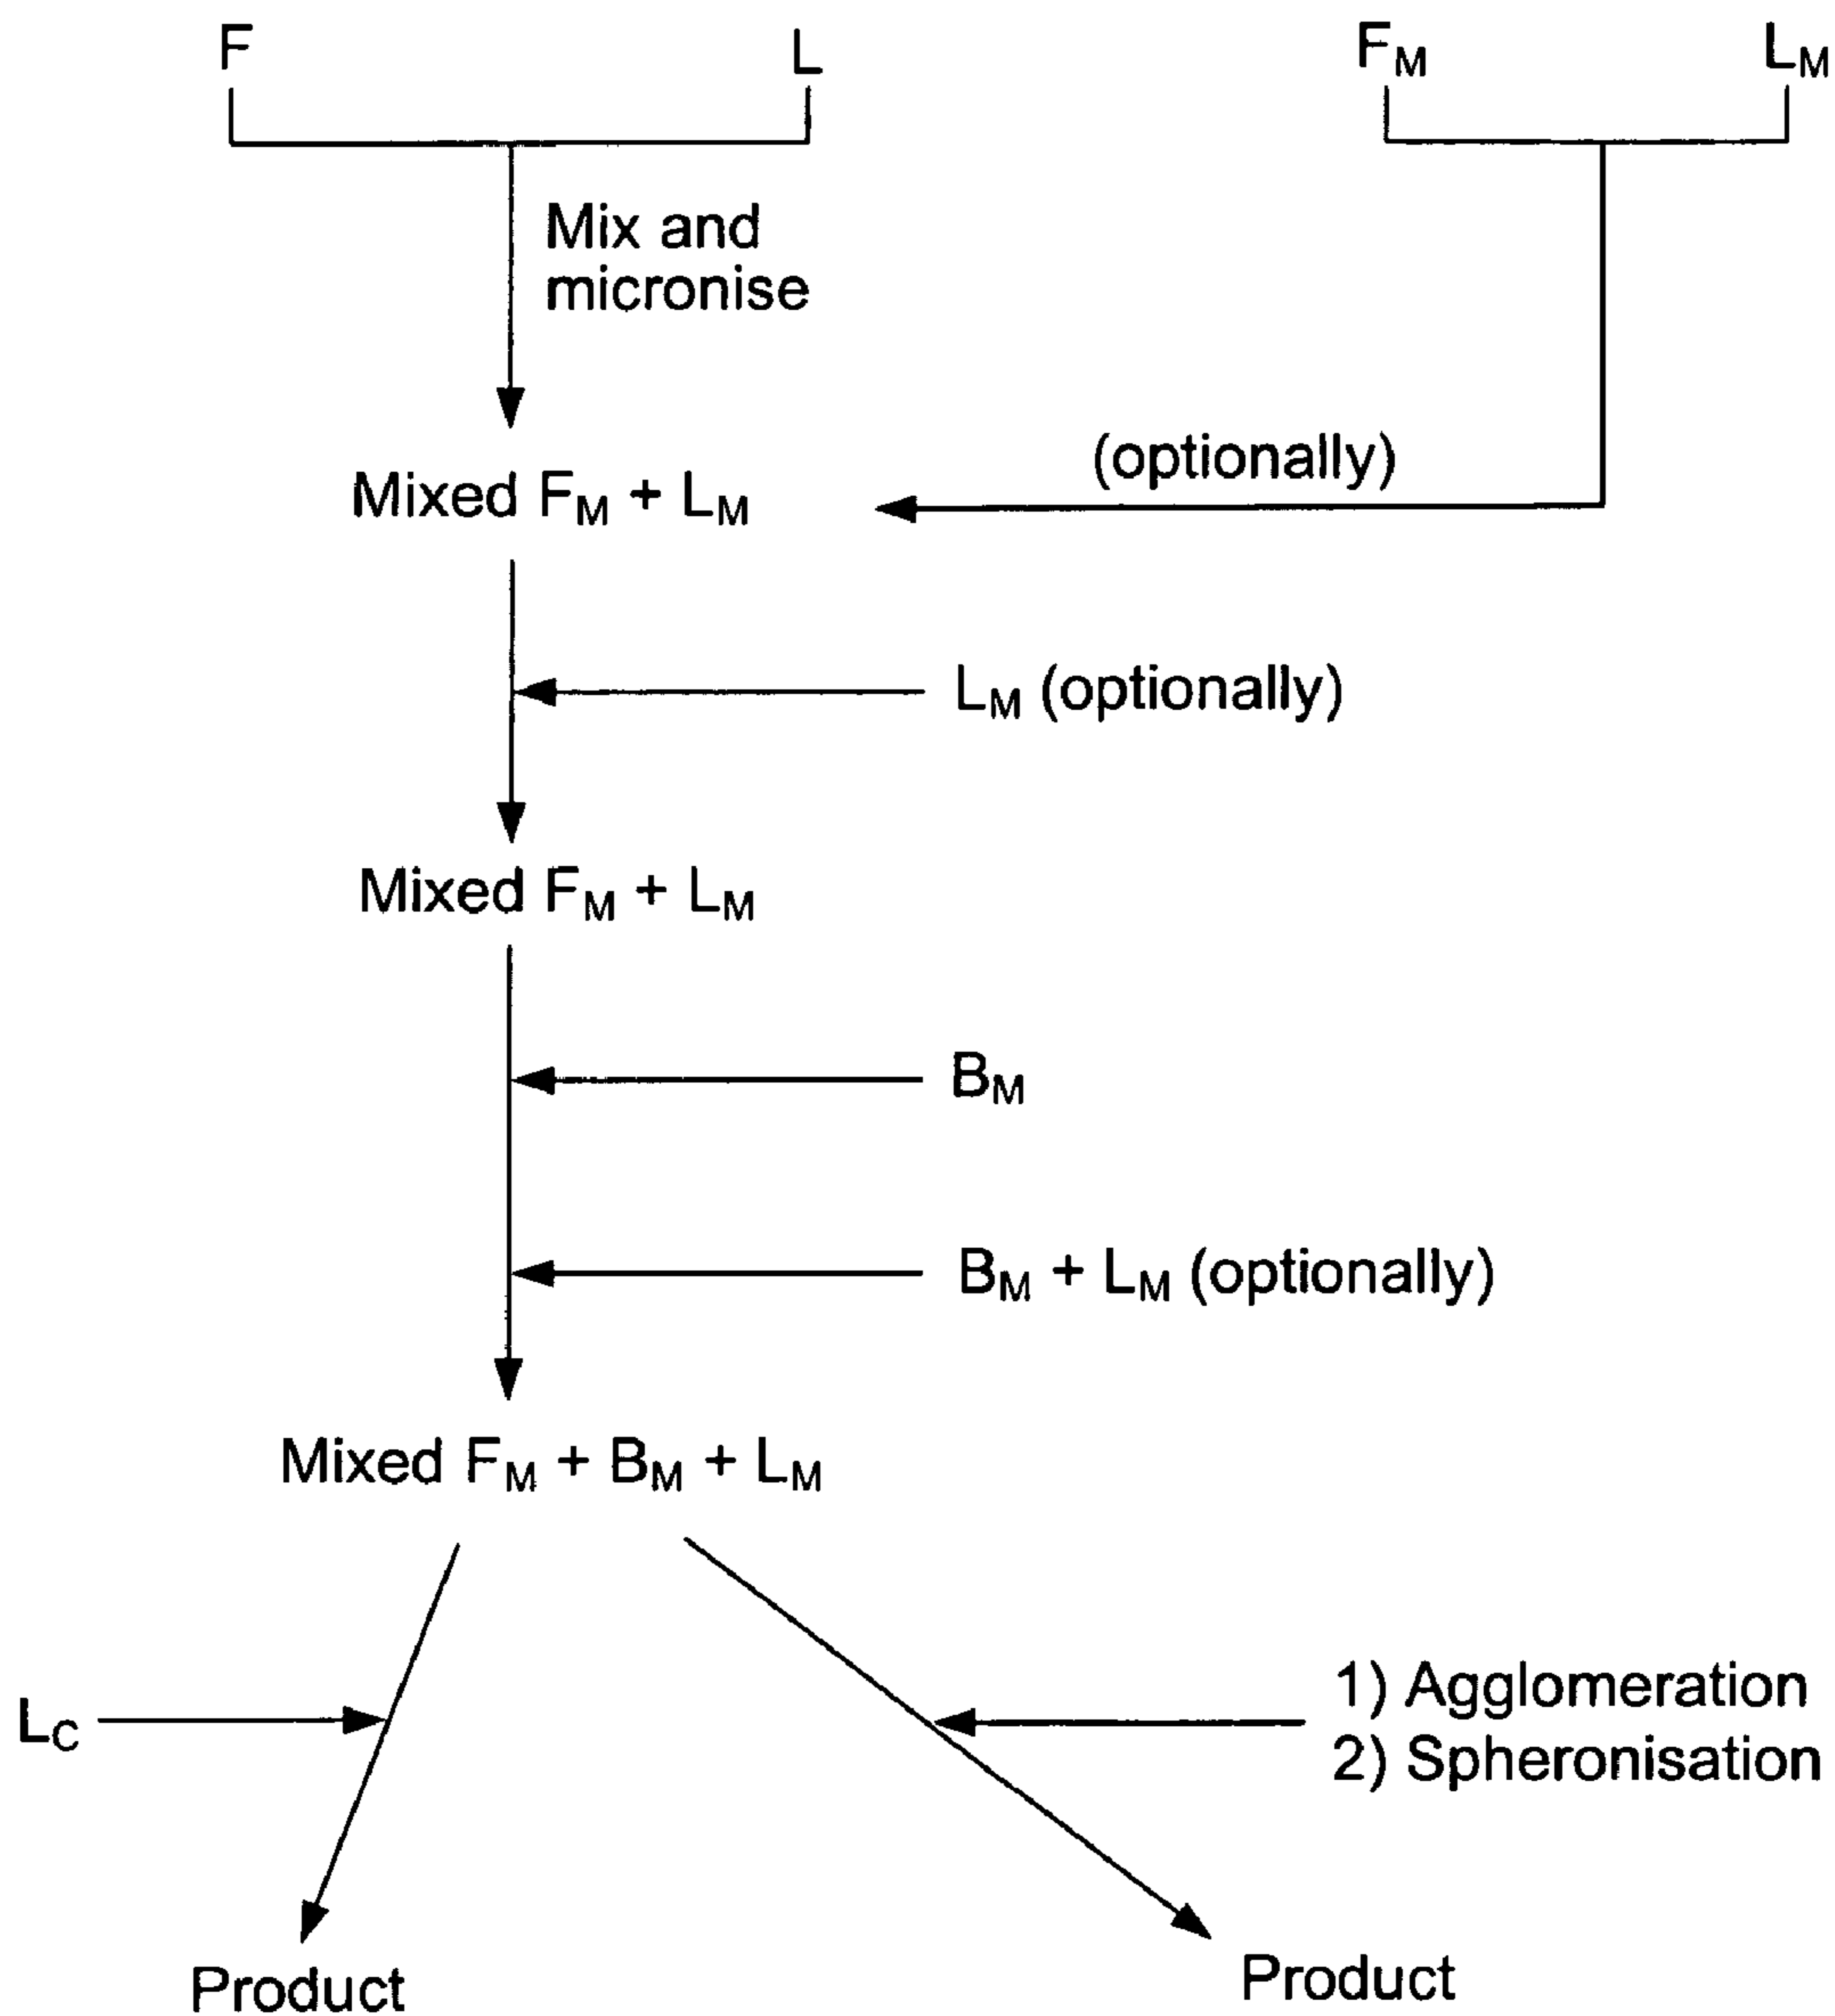 F
L
F_M
L_M
Mix and
micronise
(optionally)
Mixed F_M + L_M
L_M (optionally)
Mixed F_M + L_M
B_M
B_M + L_M (optionally)
Mixed F_M + B_M + L_M
L_C
1) Agglomeration
2) Spheronisation
Product
Product